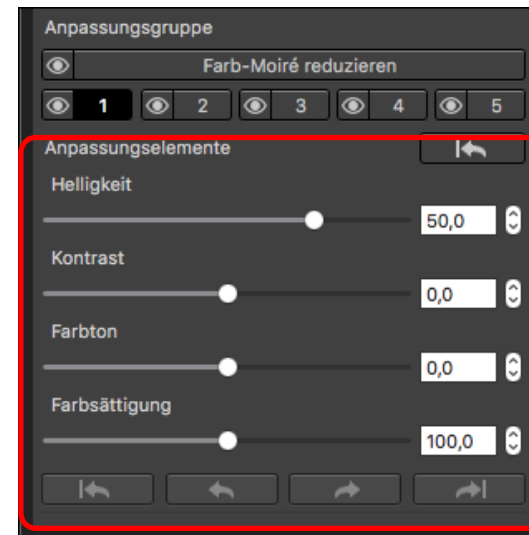 Anpassungsgruppe
Farb-Moiré reduzieren
1 2 3 4 5
Anpassungselemente
Helligkeit
50,0
Kontrast
0,0
Farbton
0,0
Farbsättigung
100,0